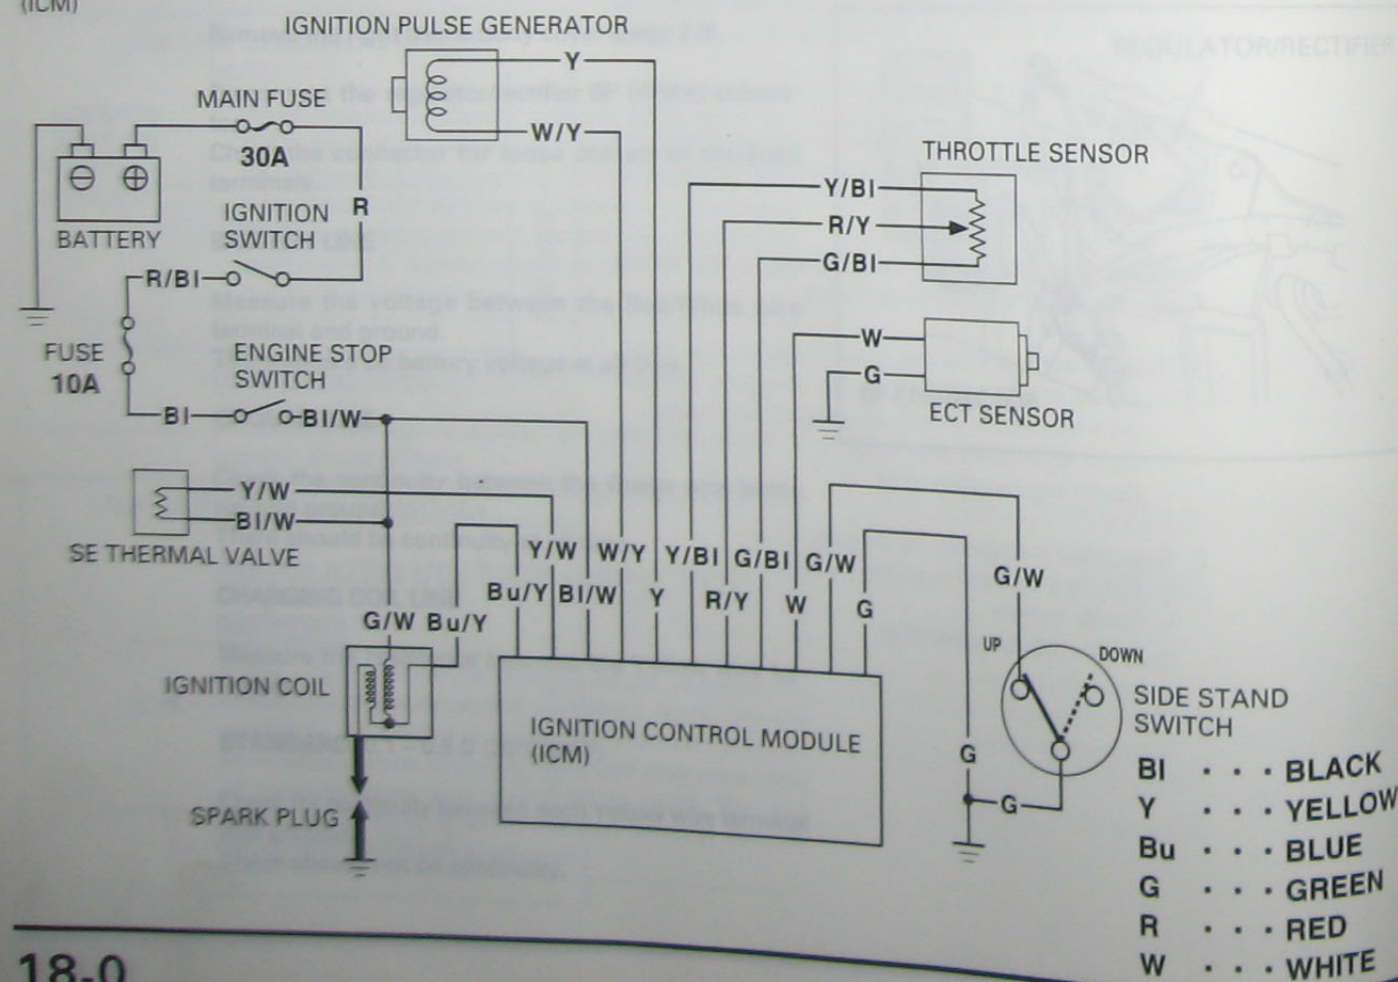 (ICM)
IGNITION PULSE GENERATOR
Y
MAIN FUSE
30A
W/Y
THROTTLE SENSOR
Y/Bl
R/Y
G/Bl
R
IGNITION
SWITCH
BATTERY
R/Bl
W
G
ECT SENSOR
FUSE
10A
ENGINE STOP
SWITCH
Bl
Bl/W
Y/W
Bl/W
SE THERMAL VALVE
Y/W W/Y Y/Bl G/Bl G/W
G/W
Bu/Y Bl/W Y R/Y W G
G/W Bu/Y
UP
DOWN
IGNITION COIL
SIDE STAND
SWITCH
IGNITION CONTROL MODULE
(ICM)
G
G
SPARK PLUG
Bl · · · BLACK
Y · · · YELLOW
Bu · · · BLUE
G · · · GREEN
R · · · RED
W · · · WHITE
18-0